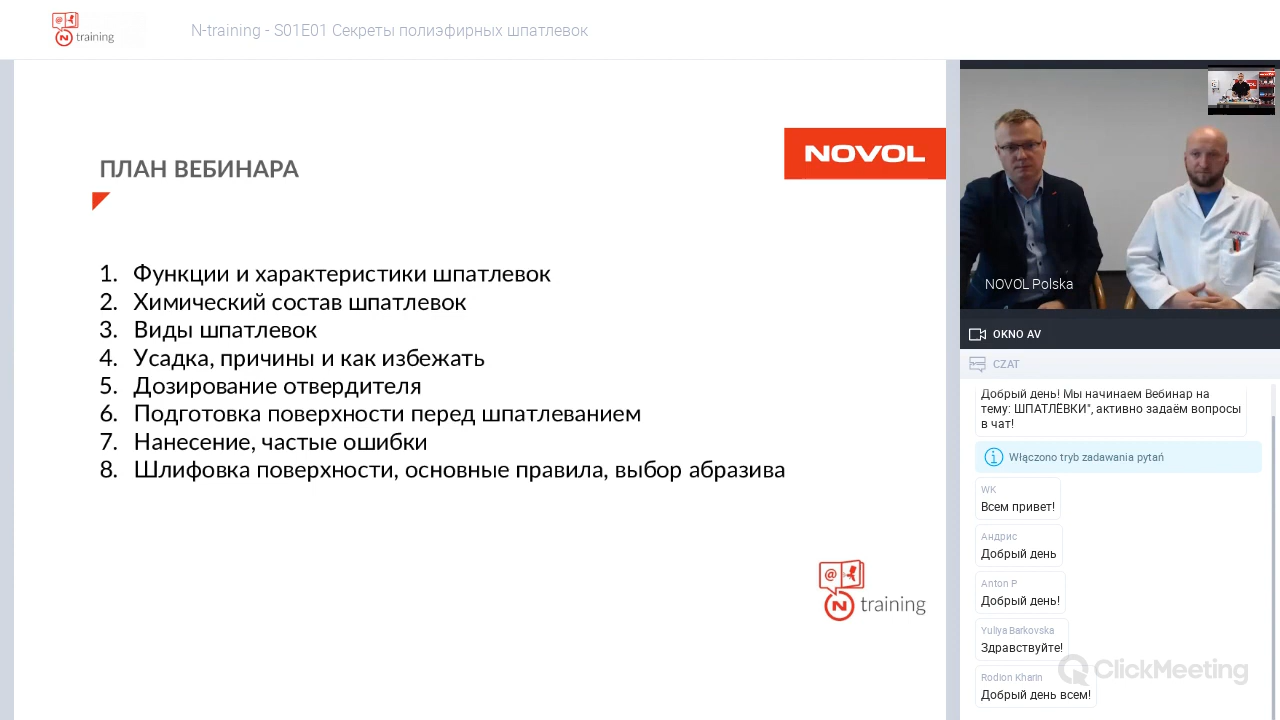 N training
N-training - S01E01 Секреты полиэфирных шпатлевок
NOVOL
ПЛАН ВЕБИНАРА
1. Функции и характеристики шпатлевок
2. Химический состав шпатлевок
3. Виды шпатлевок
4. Усадка, причины и как избежать
5. Дозирование отвердителя
6. Подготовка поверхности перед шпатлеванием
7. Нанесение, частые ошибки
8. Шлифовка поверхности, основные правила, выбор абразива
@
N training
NOVOL
NOVOL Polska
OKNO AV
CZAT
Добрый день! Мы начинаем Вебинар на
тему: ШПАТЛЁВКИ", активно задаём вопросы
в чат!
Włączono tryb zadawania pytań
WK
Всем привет!
Андрис
Добрый день
Anton P
Добрый день!
Yuliya Barkovska
Здравствуйте!
Rodion Kharin
Добрый день всем!
ClickMeeting